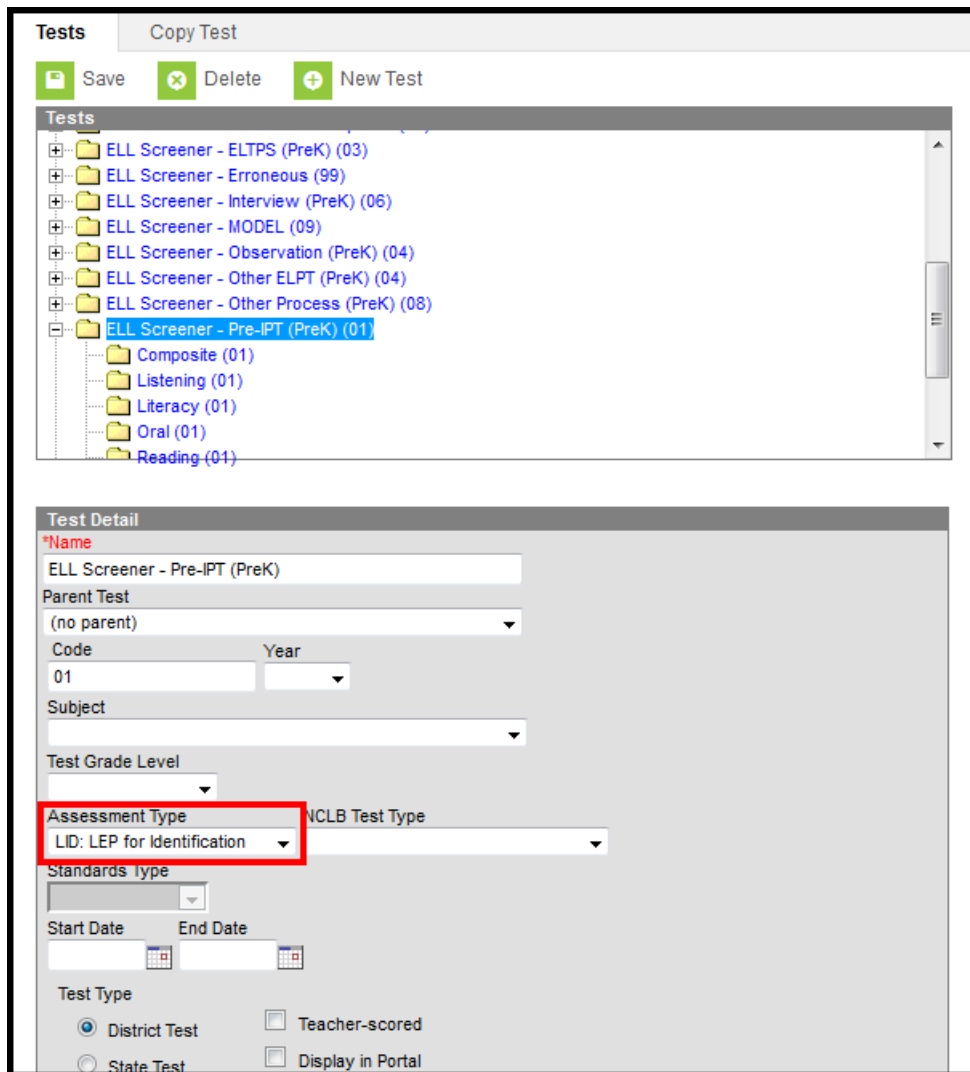 Tests Copy Test
Save Delete New Test
Tests
ELL Screener - ELTPS (PreK) (03)
ELL Screener - Erroneous (99)
ELL Screener - Interview (PreK) (06)
ELL Screener - MODEL (09)
ELL Screener - Observation (PreK) (04)
ELL Screener - Other ELPT (PreK) (04)
ELL Screener - Other Process (PreK) (08)
ELL Screener - Pre-IPT (PreK) (01)
Composite (01)
Listening (01)
Literacy (01)
Oral (01)
Reading (01)
Test Detail
*Name
ELL Screener - Pre-IPT (PreK)
Parent Test
(no parent)
Code Year
01
Subject
Test Grade Level
Assessment Type NCLB Test Type
LID: LEP for Identification
Standards Type
Start Date End Date
Test Type
District Test Teacher-scored
State Test Display in Portal